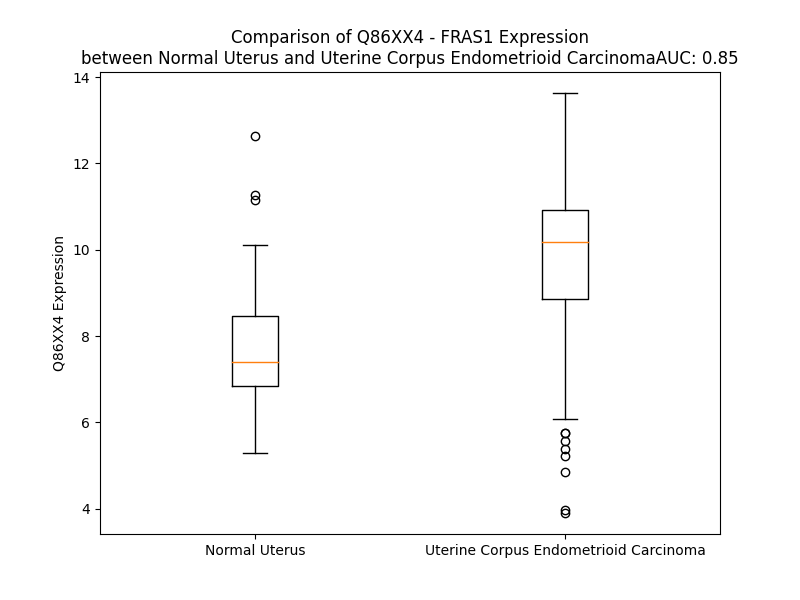 Comparison of Q86XX4 - FRAS1 Expression
between Normal Uterus and Uterine Corpus Endometrioid CarcinomaAUC: 0.85
Q86XX4 Expression
14
12
10
8
6
4
Normal Uterus
Uterine Corpus Endometrioid Carcinoma